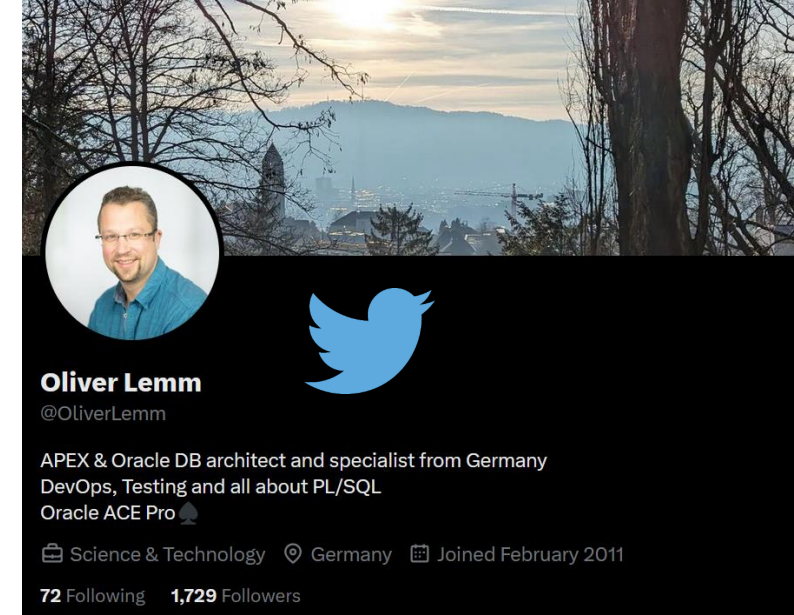 Oliver Lemm
@OliverLemm
APEX & Oracle DB architect and specialist from Germany
DevOps, Testing and all about PL/SQL
Oracle ACE Pro♠
Science & Technology Germany Joined February 2011
72 Following 1,729 Followers